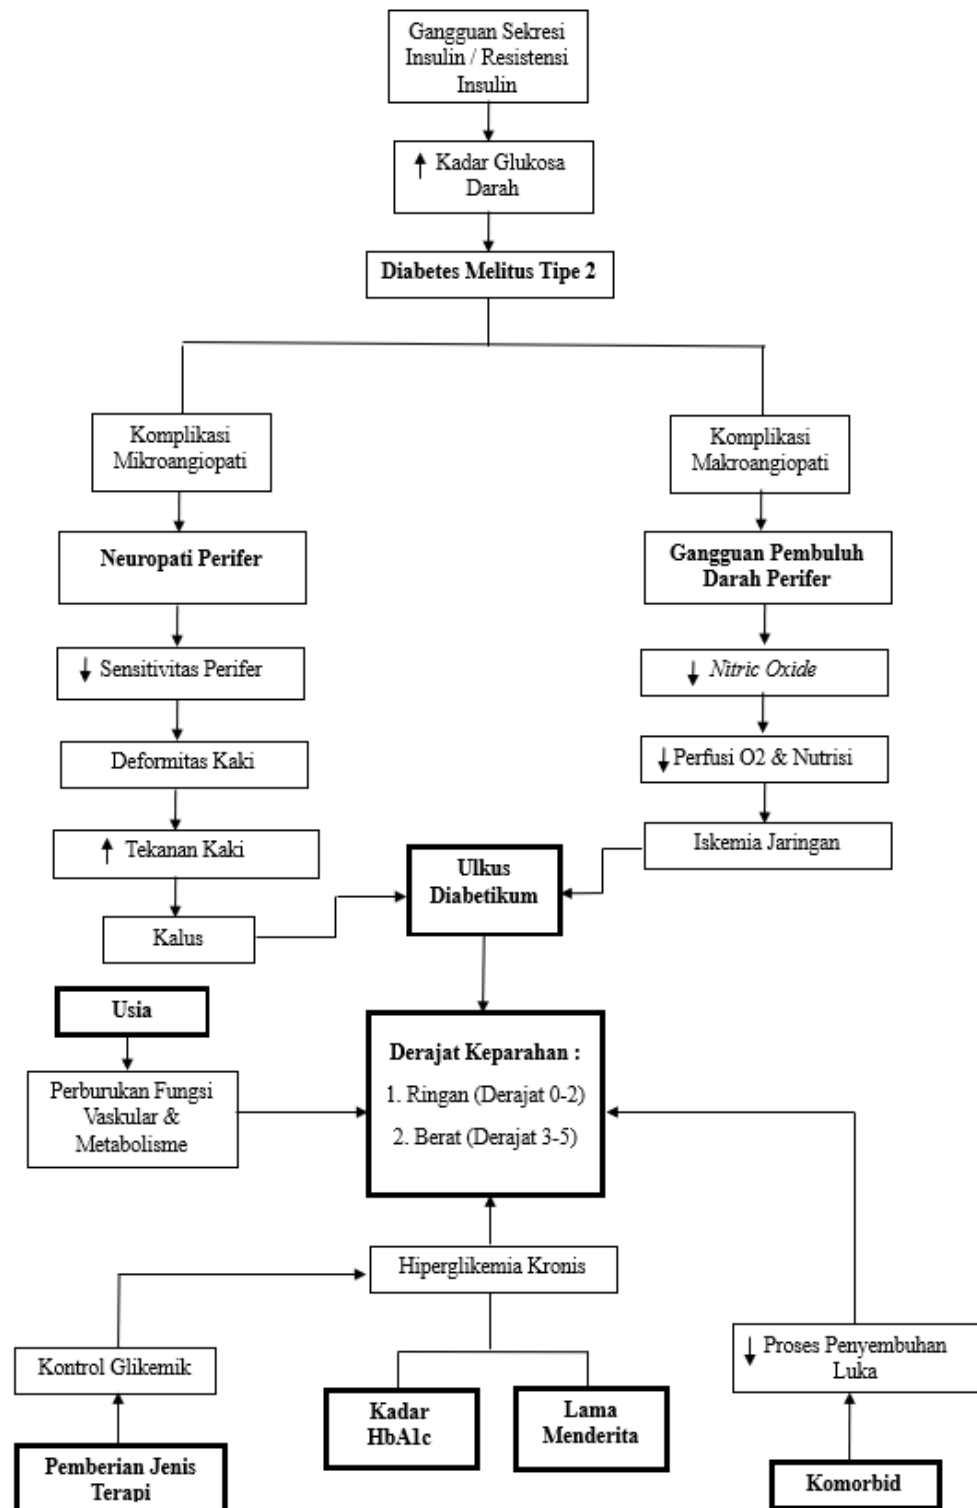 Gangguan Sekresi
Insulin / Resistensi
Insulin
↑ Kadar Glukosa
Darah
Diabetes Melitus Tipe 2
Komplikasi
Mikroangiopati
Komplikasi
Makroangiopati
Neuropati Perifer
Gangguan Pembuluh
Darah Perifer
↓ Sensitivitas Perifer
↓ Nitric Oxide
Deformitas Kaki
↓ Perfusi O2 & Nutrisi
↑ Tekanan Kaki
Iskemia Jaringan
Ulkus
Diabetikum
Kalus
Usia
Perburukan Fungsi
Vaskular &
Metabolisme
Derajat Keparahan :
1. Ringan (Derajat 0-2)
2. Berat (Derajat 3-5)
Hiperglikemia Kronis
Kontrol Glikemik
↓ Proses Penyembuhan
Luka
Kadar
HbA1c
Lama
Menderita
Pemberian Jenis
Terapi
Komorbid